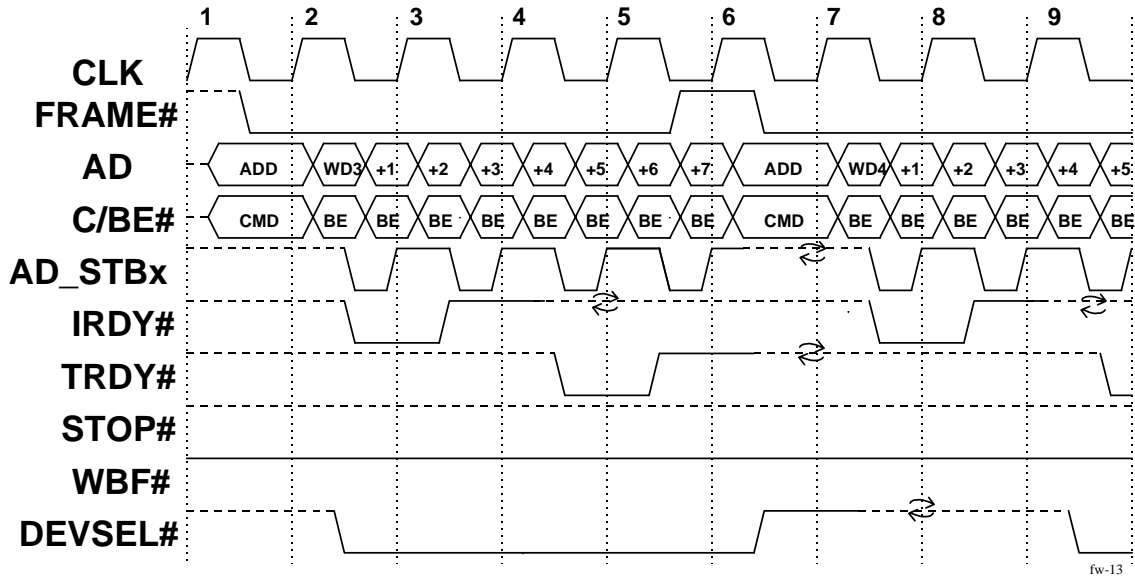 1 2 3 4 5 6 7 8 9
CLK
FRAME#
AD ADD WD3 +1 +2 +3 +4 +5 +6 +7 ADD WD4 +1 +2 +3 +4 +5
C/BE# CMD BE BE BE BE BE BE BE BE CMD BE BE BE BE BE BE
AD_STBx
IRDY#
TRDY#
STOP#
WBF#
DEVSEL#
fw-13